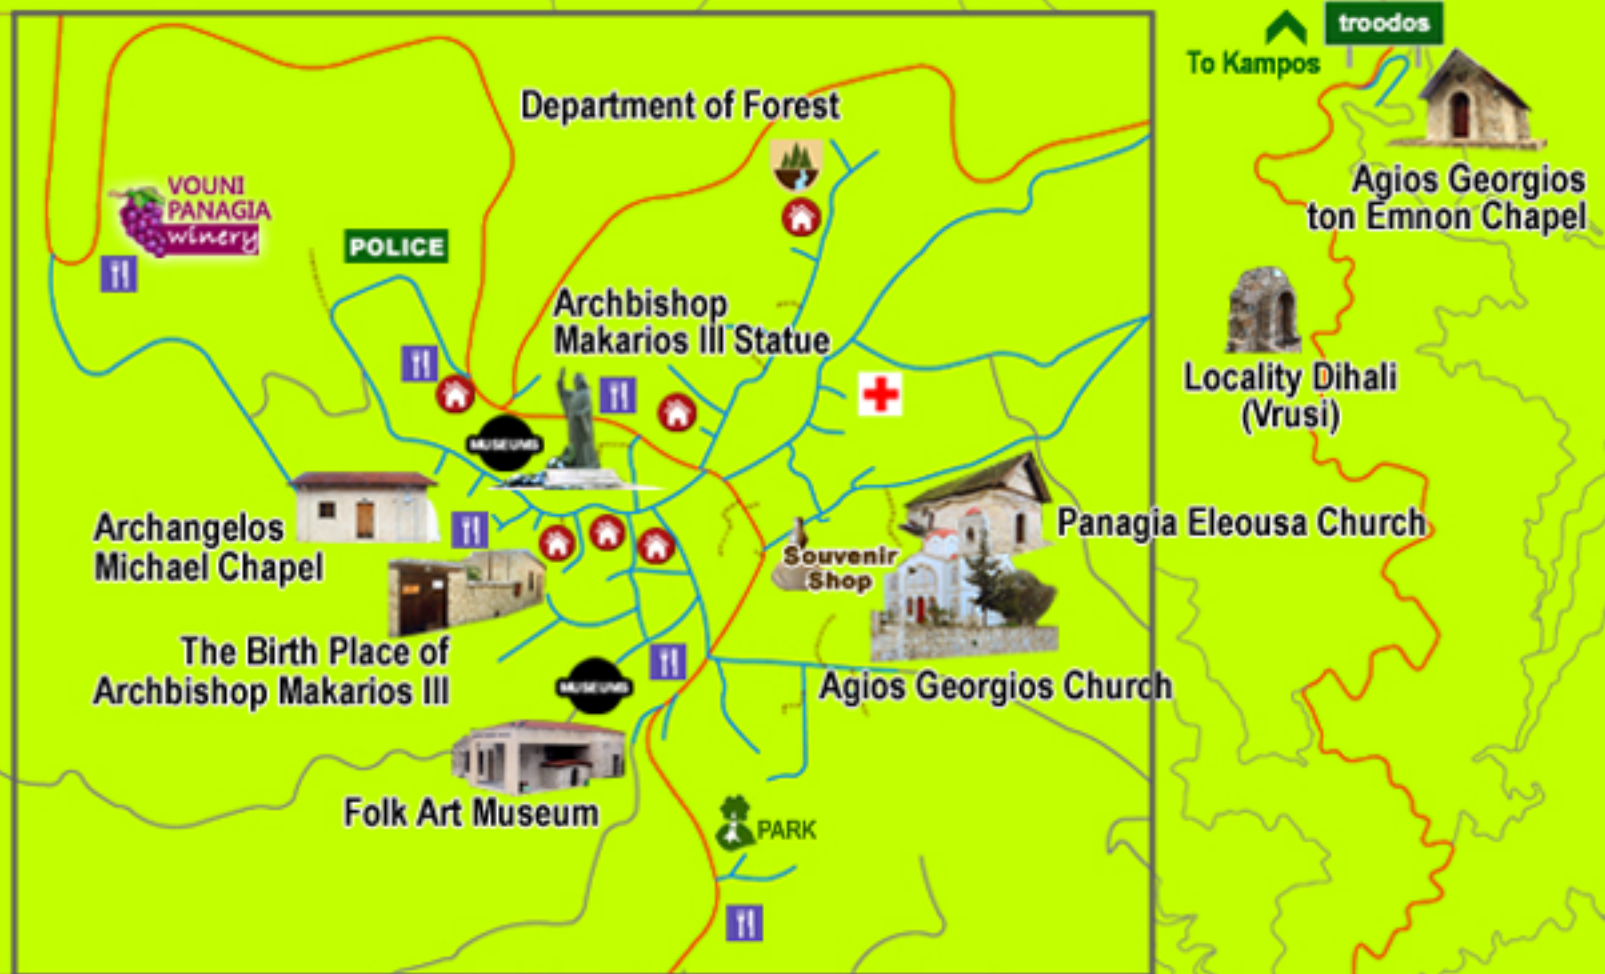 troodos
To Kampos
Department of Forest
Agios Georgios
ton Emnon Chapel
VOUNI
PANAGIA
winery
POLICE
Archbishop
Makarios III Statue
Locality Dihali
(Vrusi)
MUSEUMS
Archangelos
Michael Chapel
Panagia Eleousa Church
Souvenir
Shop
The Birth Place of
Archbishop Makarios III
MUSEUMS
Agios Georgios Church
Folk Art Museum
PARK